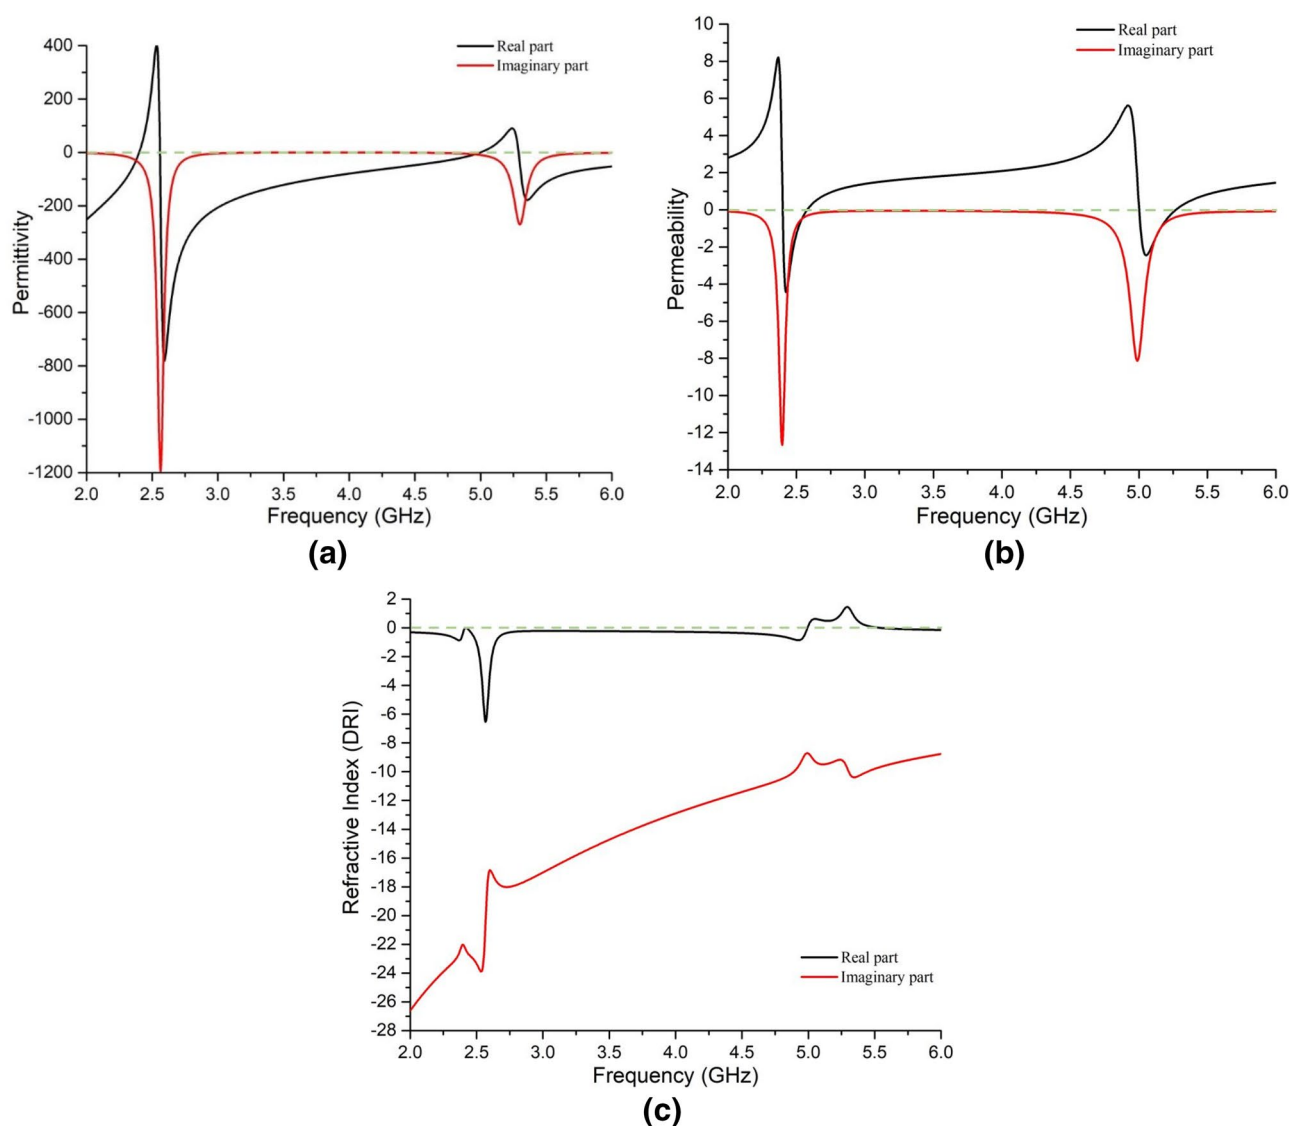 400
200
0
-200
-400
-600
-800
-1000
-1200
Permittivity
Real part
Imaginary part
2.0 2.5 3.0 3.5 4.0 4.5 5.0 5.5 6.0
Frequency (GHz)
(a)
10
8
6
4
2
0
-2
-4
-6
-8
-10
-12
-14
Permeability
Real part
Imaginary part
2.0 2.5 3.0 3.5 4.0 4.5 5.0 5.5 6.0
Frequency (GHz)
(b)
2
0
-2
-4
-6
-8
-10
-12
-14
-16
-18
-20
-22
-24
-26
-28
Refractive Index (DRI)
Real part
Imaginary part
2.0 2.5 3.0 3.5 4.0 4.5 5.0 5.5 6.0
Frequency (GHz)
(c)